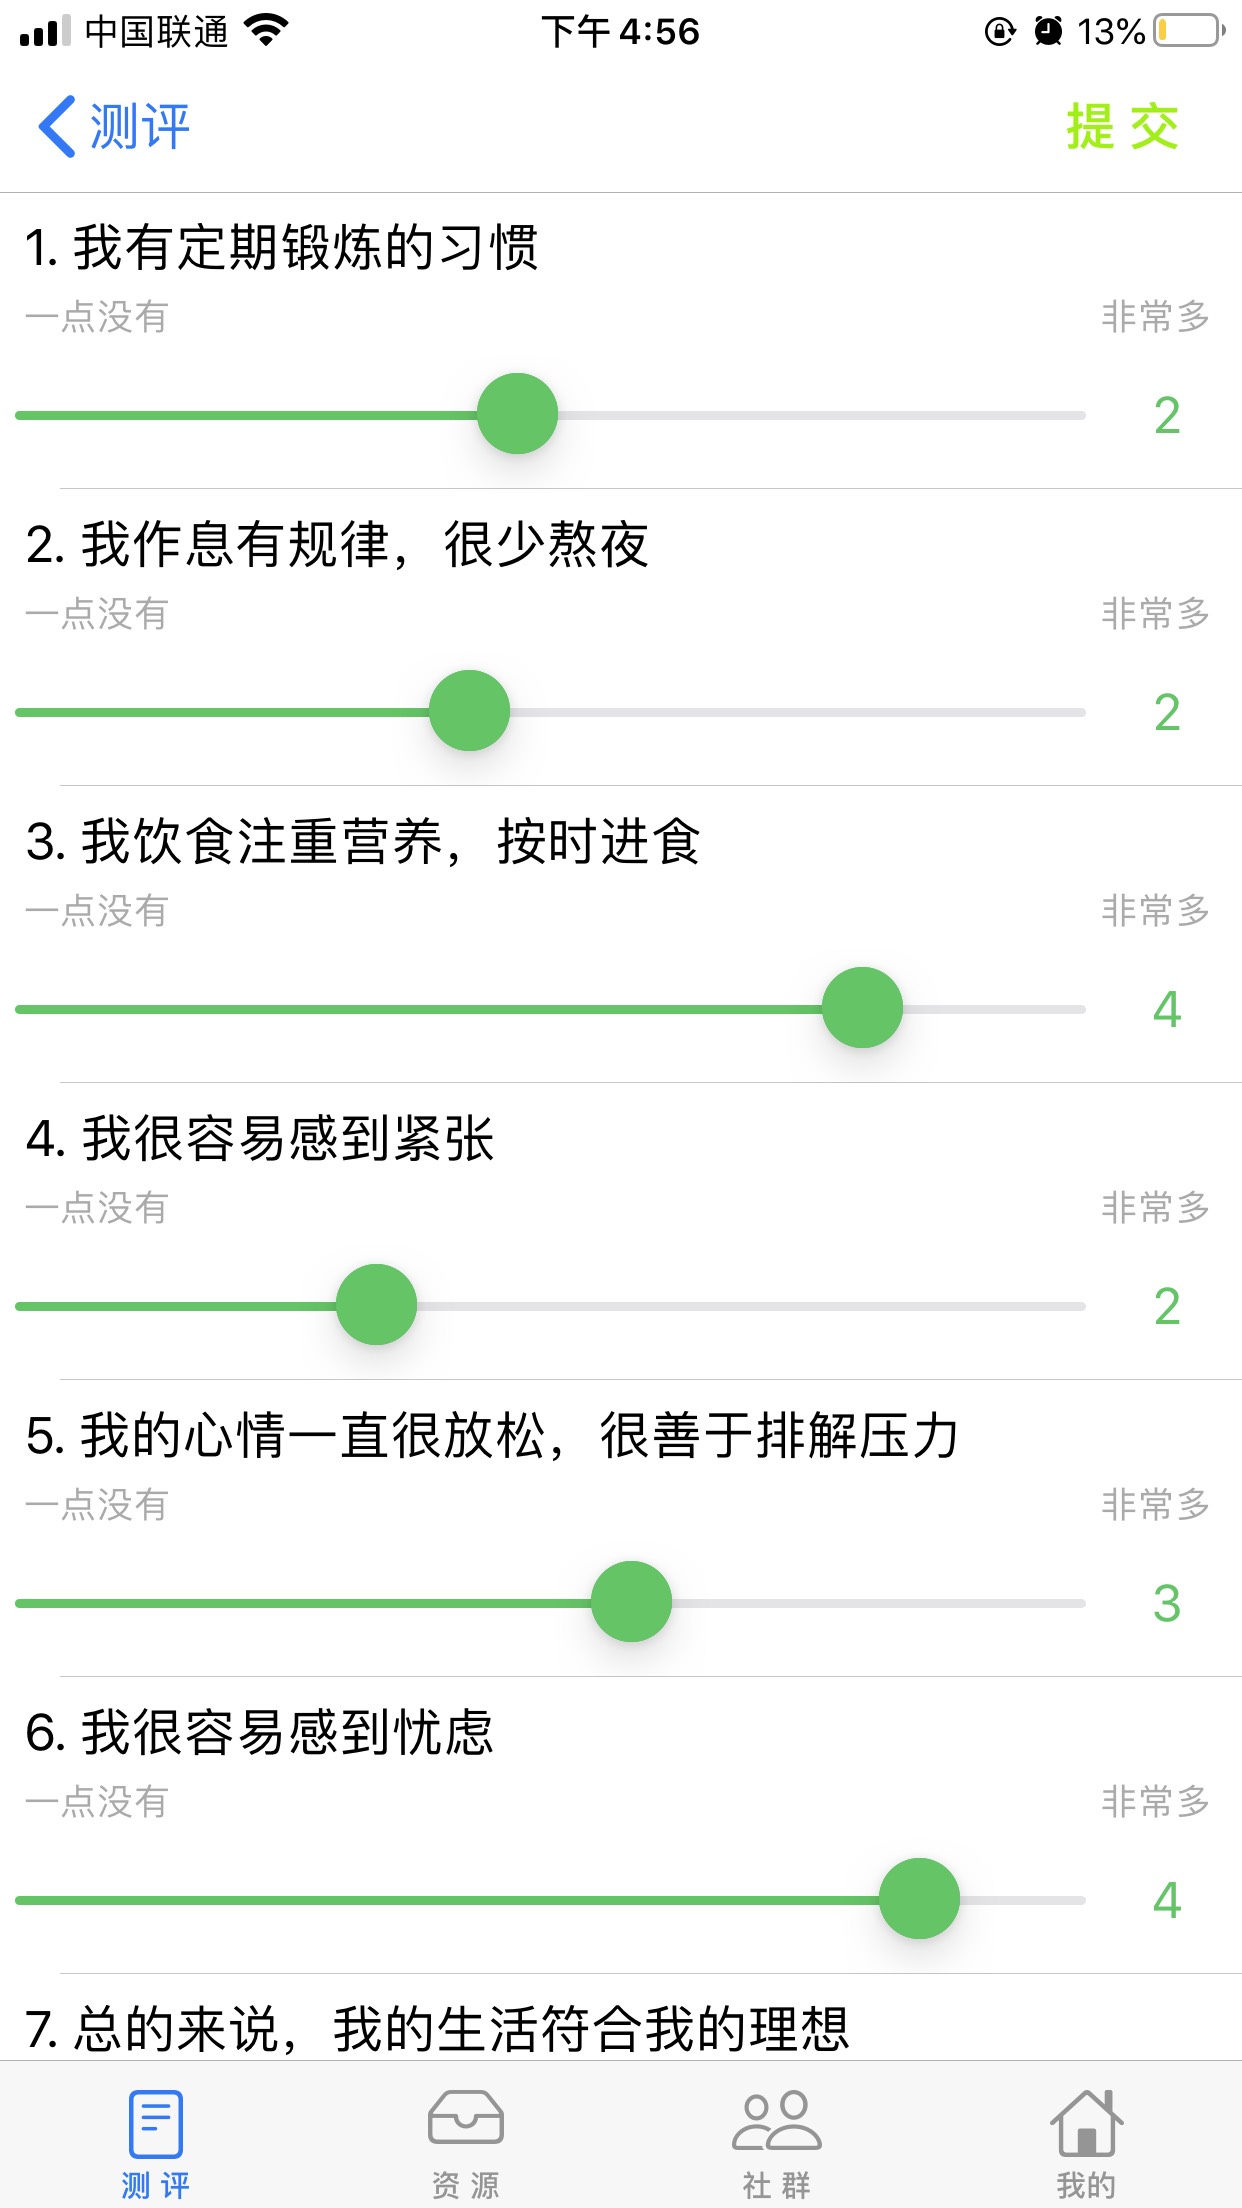 中国联通 下午 4:56 13%
测评 提 交
1. 我有定期锻炼的习惯
一点没有 非常多
2
2. 我作息有规律，很少熬夜
一点没有 非常多
2
3. 我饮食注重营养，按时进食
一点没有 非常多
4
4. 我很容易感到紧张
一点没有 非常多
2
5. 我的心情一直很放松，很善于排解压力
一点没有 非常多
3
6. 我很容易感到忧虑
一点没有 非常多
4
7. 总的来说，我的生活符合我的理想
测 评 资 源 社 群 我的